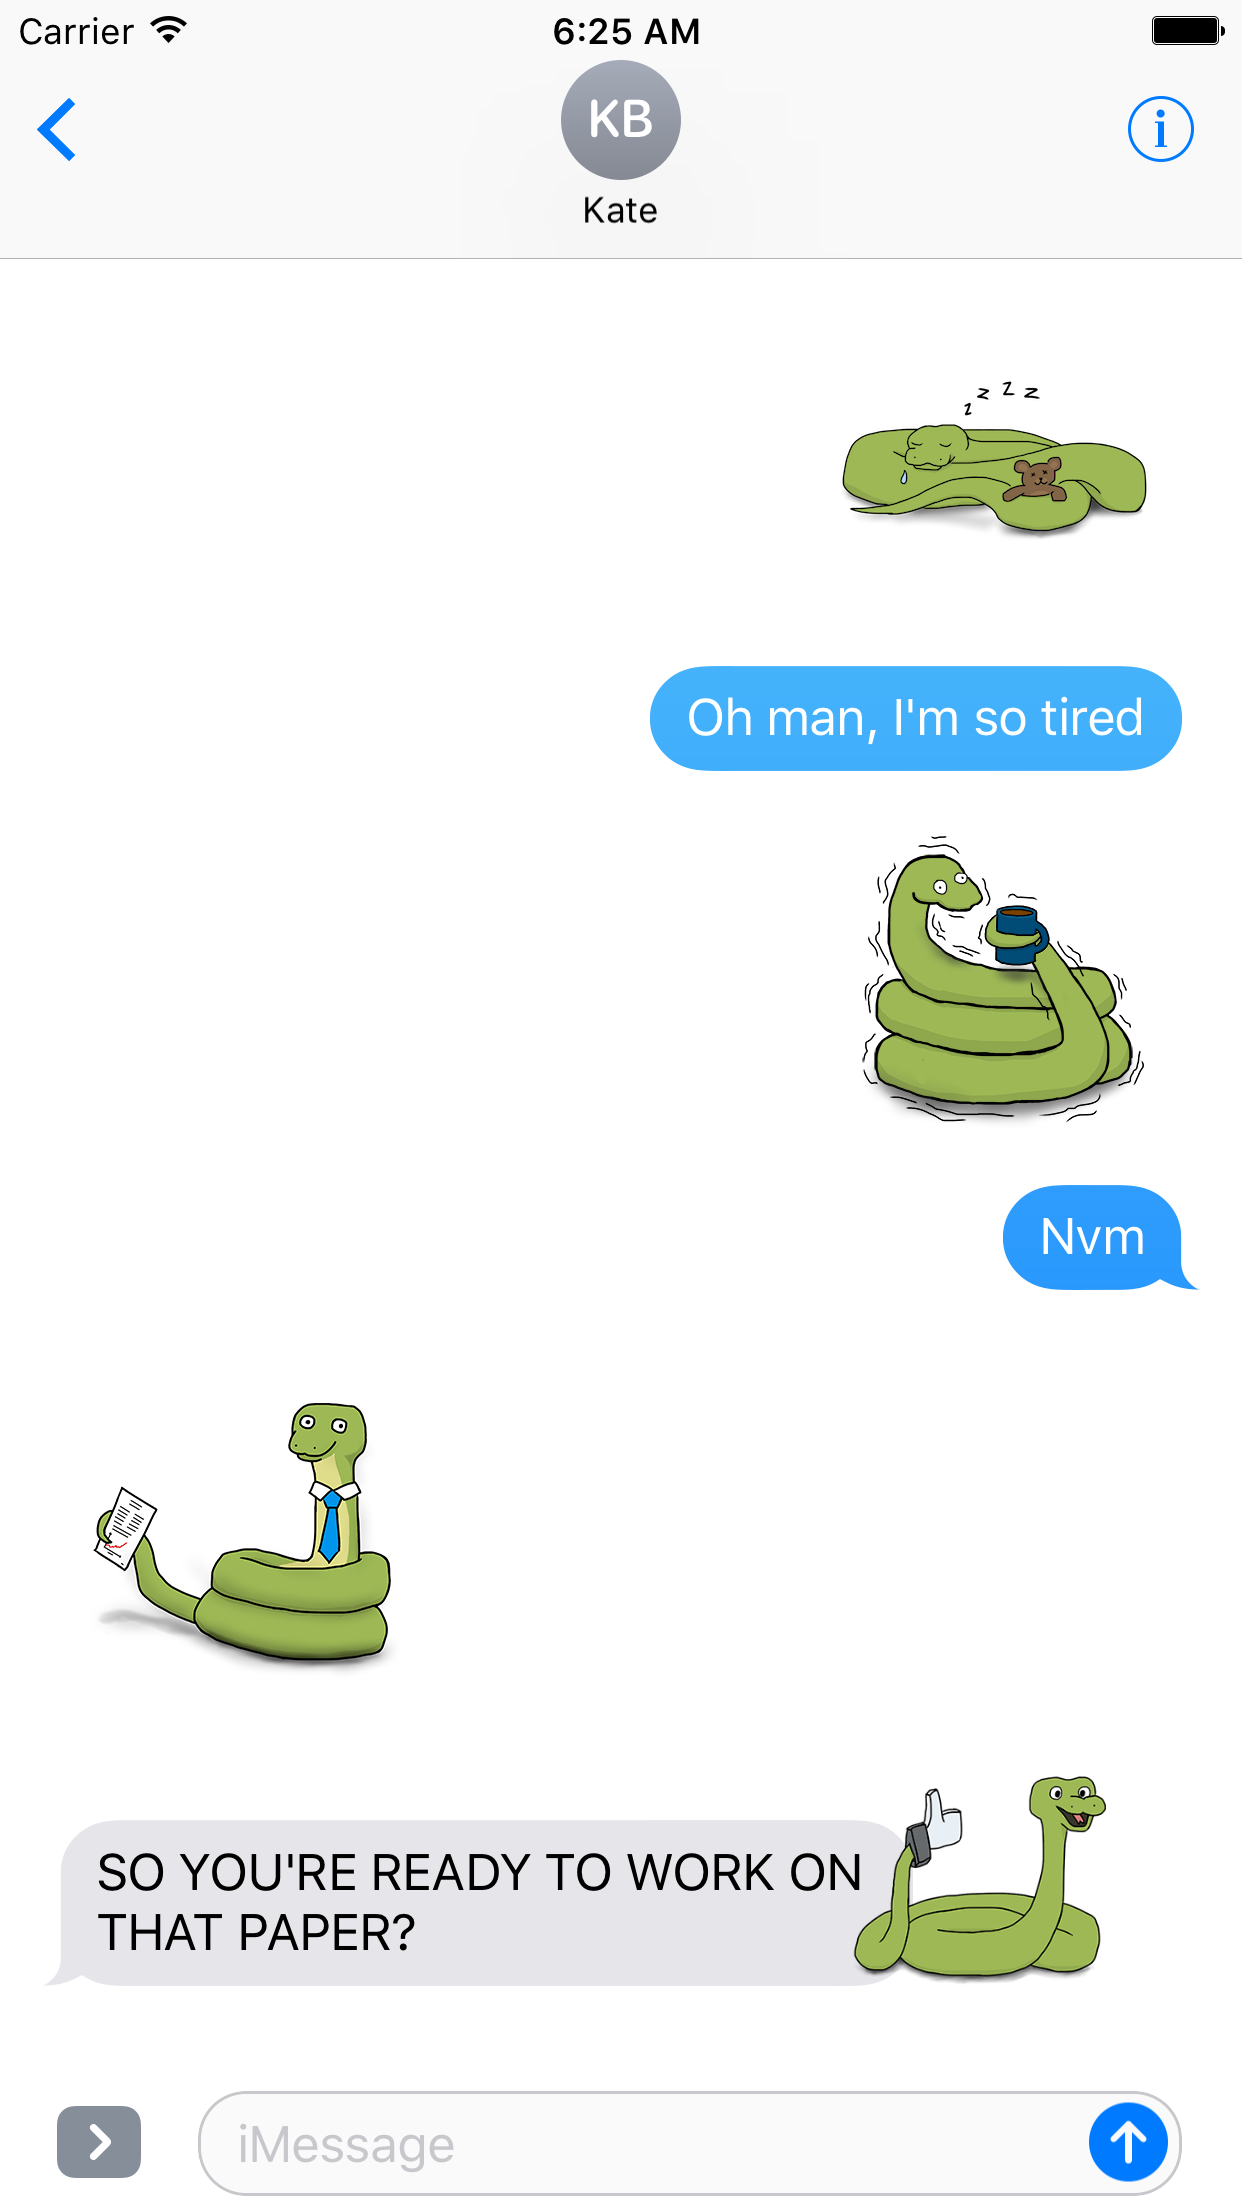 Carrier
6:25 AM
KB
Kate
z z z z
Oh man, I'm so tired
Nvm
SO YOU'RE READY TO WORK ON
THAT PAPER?
iMessage